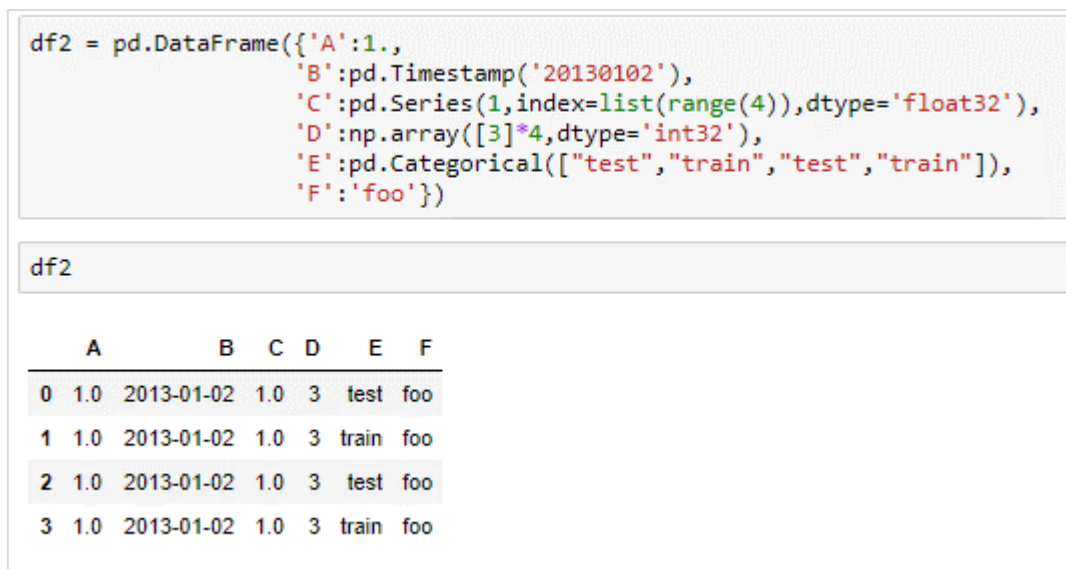 df2 = pd.DataFrame({'A':1.,
'B':pd.Timestamp('20130102'),
'C':pd.Series(1,index=list(range(4)),dtype='float32'),
'D':np.array([3]*4,dtype='int32'),
'E':pd.Categorical(["test","train","test","train"]),
'F':'foo'})
df2
A B C D E F
0 1.0 2013-01-02 1.0 3 test foo
1 1.0 2013-01-02 1.0 3 train foo
2 1.0 2013-01-02 1.0 3 test foo
3 1.0 2013-01-02 1.0 3 train foo